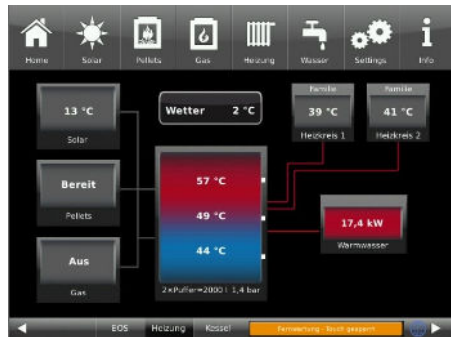 Home Solar Pellets Gas Heizung Wasser Settings Info
Familie Familie
13 °C
Wetter 2 °C
39 °C 41 °C
Solar
Heizkreis 1 Heizkreis 2
Bereit
57 °C
Pellets
49 °C
17,4 kW
Warmwasser
Aus
44 °C
Gas
2×Puffer=2000 l 1,4 bar
EOS Heizung Kessel Fernwartung - Touch gesperrt